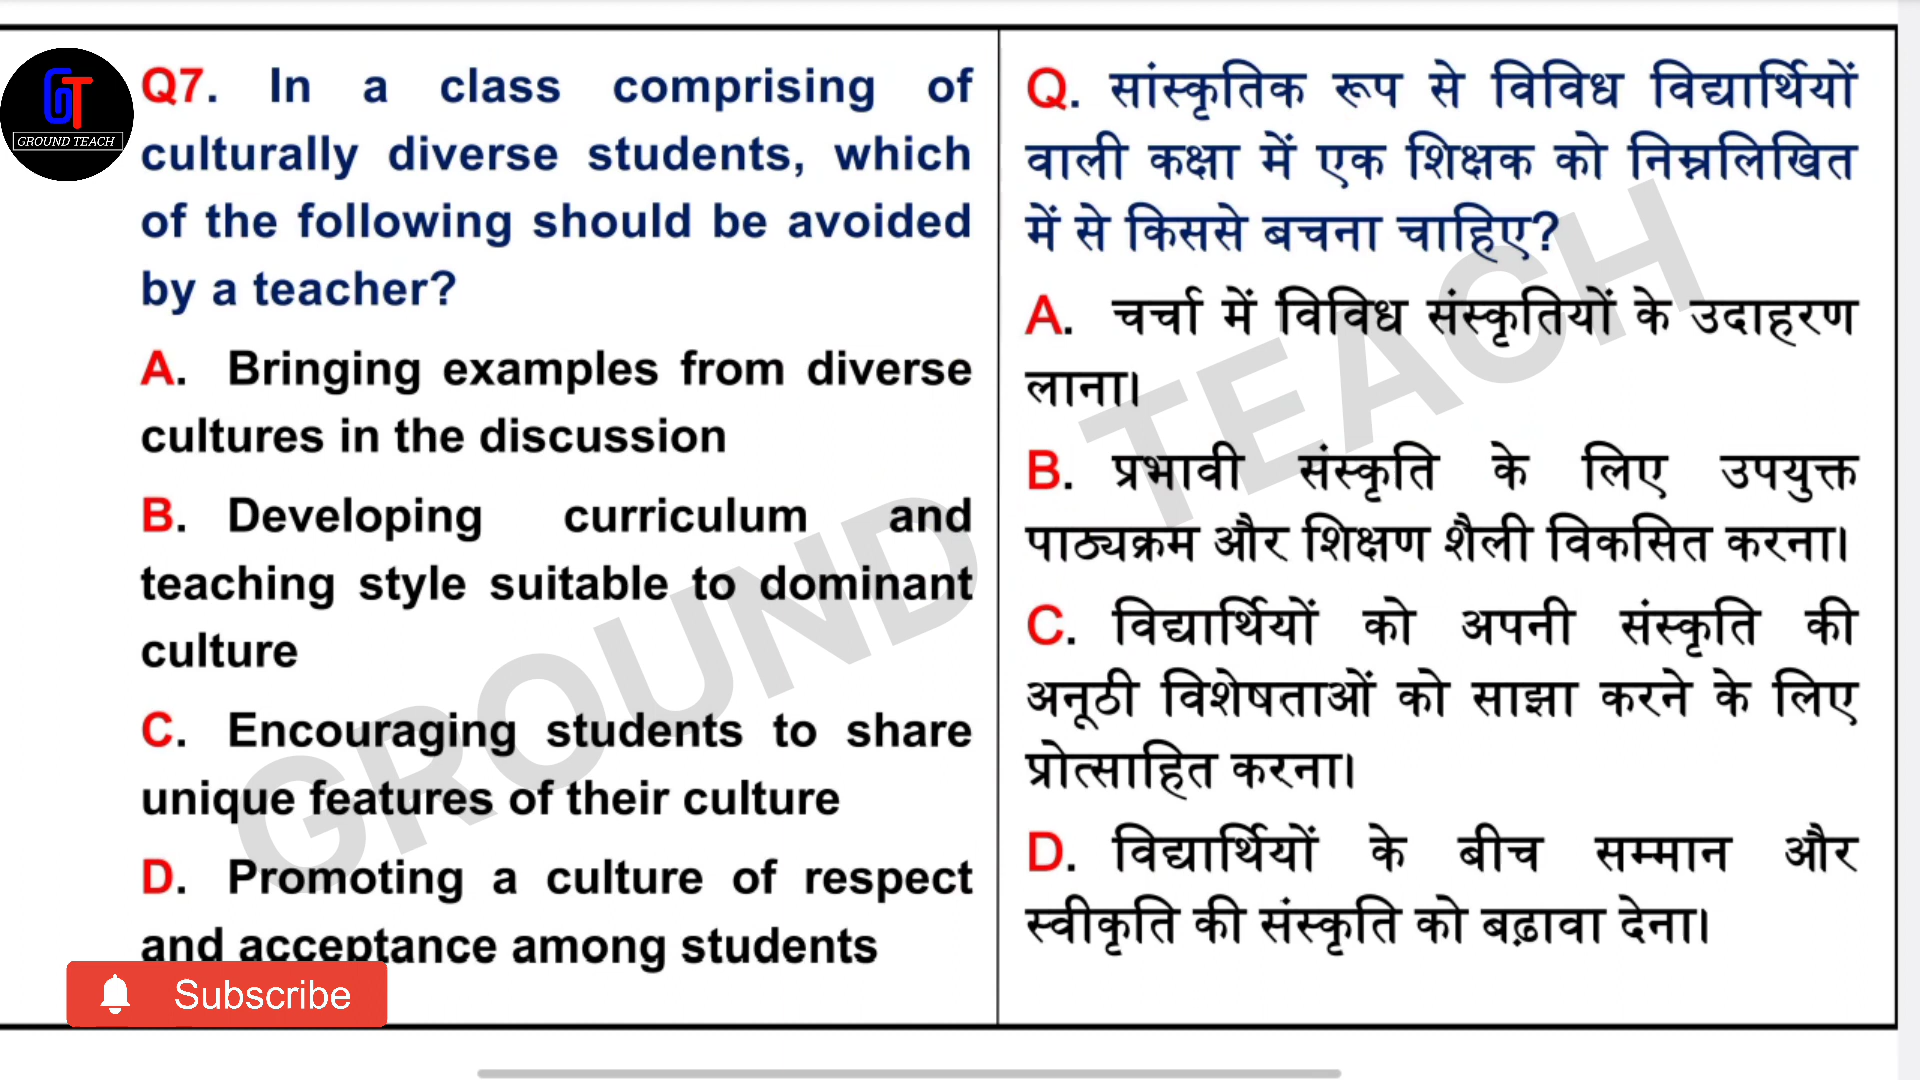 GT
GROUND TEACH
Q7. In a class comprising of
culturally diverse students, which
of the following should be avoided
by a teacher?
A. Bringing examples from diverse
cultures in the discussion
B. Developing curriculum and
teaching style suitable to dominant
culture
C. Encouraging students to share
unique features of their culture
D. Promoting a culture of respect
and acceptance among students
Subscribe
Q. सांस्कृतिक रूप से विविध विद्यार्थियों
वाली कक्षा में एक शिक्षक को निम्नलिखित
में से किससे बचना चाहिए?
A. चर्चा में विविध संस्कृतियों के उदाहरण
लाना।
B. प्रभावी संस्कृति के लिए उपयुक्त
पाठ्यक्रम और शिक्षण शैली विकसित करना।
C. विद्यार्थियों को अपनी संस्कृति की
अनूठी विशेषताओं को साझा करने के लिए
प्रोत्साहित करना।
D. विद्यार्थियों के बीच सम्मान और
स्वीकृति की संस्कृति को बढ़ावा देना।
GROUND TEACH